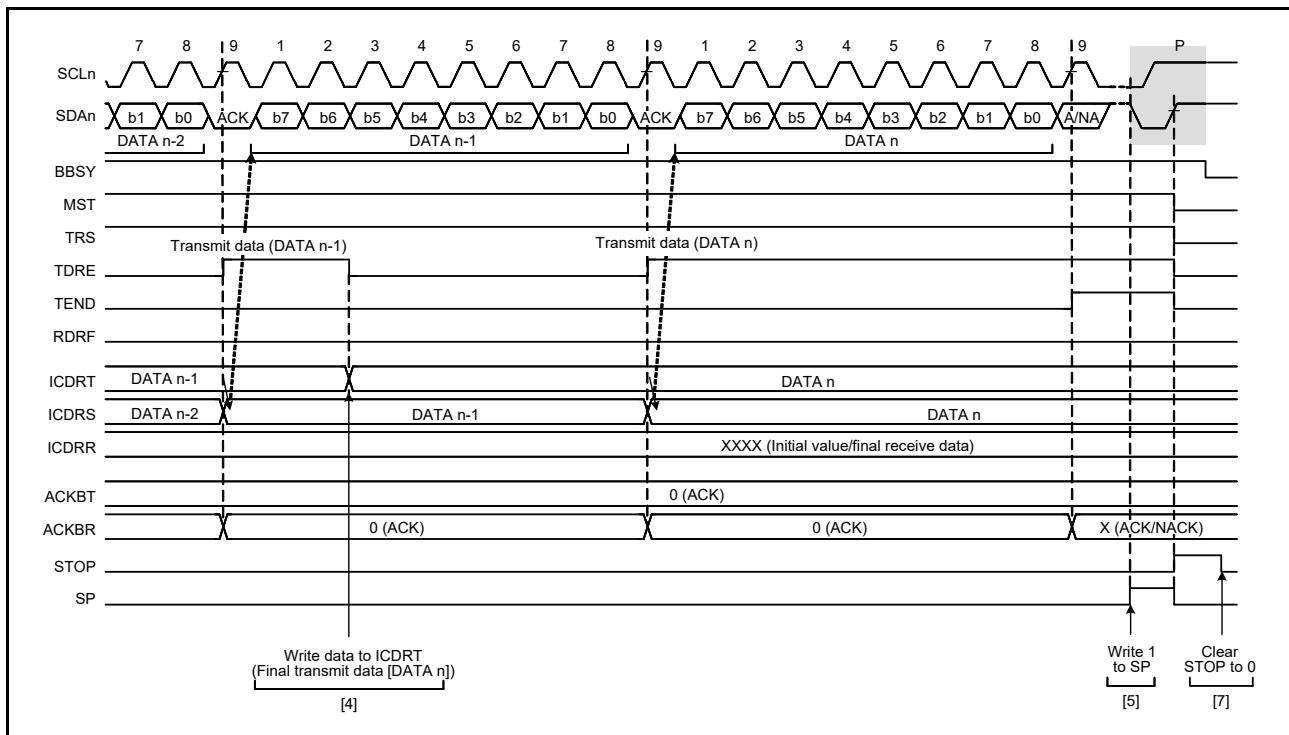 7 8 9 1 2 3 4 5 6 7 8 9 1 2 3 4 5 6 7 8 9 P
SCLn
SDAn b1 b0 ACK b7 b6 b5 b4 b3 b2 b1 b0 ACK b7 b6 b5 b4 b3 b2 b1 b0 A/NA
DATA n-2 DATA n-1 DATA n
BBSY
MST
TRS
Transmit data (DATA n-1) Transmit data (DATA n)
TDRE
TEND
RDRF
ICDRT DATA n-1 DATA n
ICDRS DATA n-2 DATA n-1 DATA n
ICDRR XXXX (Initial value/final receive data)
ACKBT 0 (ACK)
ACKBR 0 (ACK) 0 (ACK) X (ACK/NACK)
STOP
SP
Write data to ICDRT
(Final transmit data [DATA n])
[4]
Write 1
to SP
[5]
Clear
STOP to 0
[7]